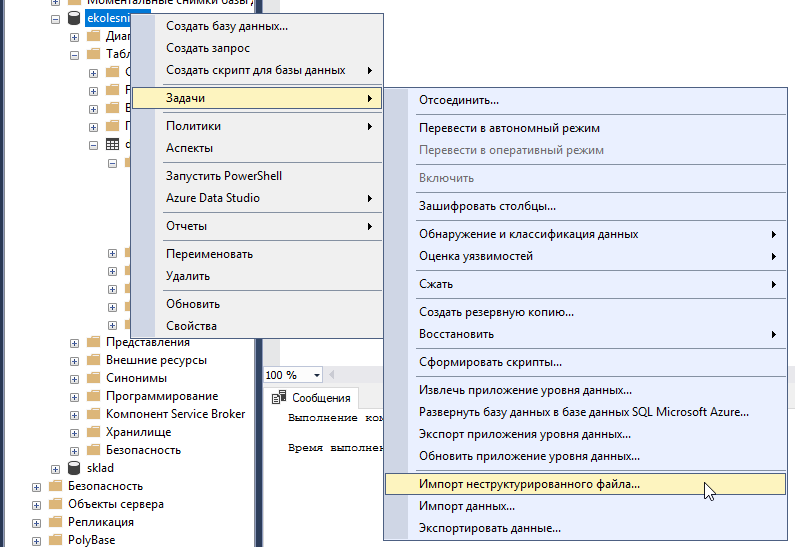 Моментальные снимки базы
ekolesni
Создать базу данных...
Создать запрос
Создать скрипт для базы данных
Задачи
Политики
Аспекты
Запустить PowerShell
Azure Data Studio
Отчеты
Переименовать
Удалить
Обновить
Свойства
Отсоединить...
Перевести в автономный режим
Перевести в оперативный режим
Включить
Зашифровать столбцы...
Обнаружение и классификация данных
Оценка уязвимостей
Сжать
Создать резервную копию...
Восстановить
Сформировать скрипты...
Извлечь приложение уровня данных...
Развернуть базу данных в базе данных SQL Microsoft Azure...
Экспорт приложения уровня данных...
Обновить приложение уровня данных...
Импорт неструктурированного файла...
Импорт данных...
Экспортировать данные...
Представления
Внешние ресурсы
Синонимы
Программирование
Компонент Service Broker
Хранилище
Безопасность
sklad
Безопасность
Объекты сервера
Репликация
PolyBase
100 %
Сообщения
Выполнение ком
Время выполнен